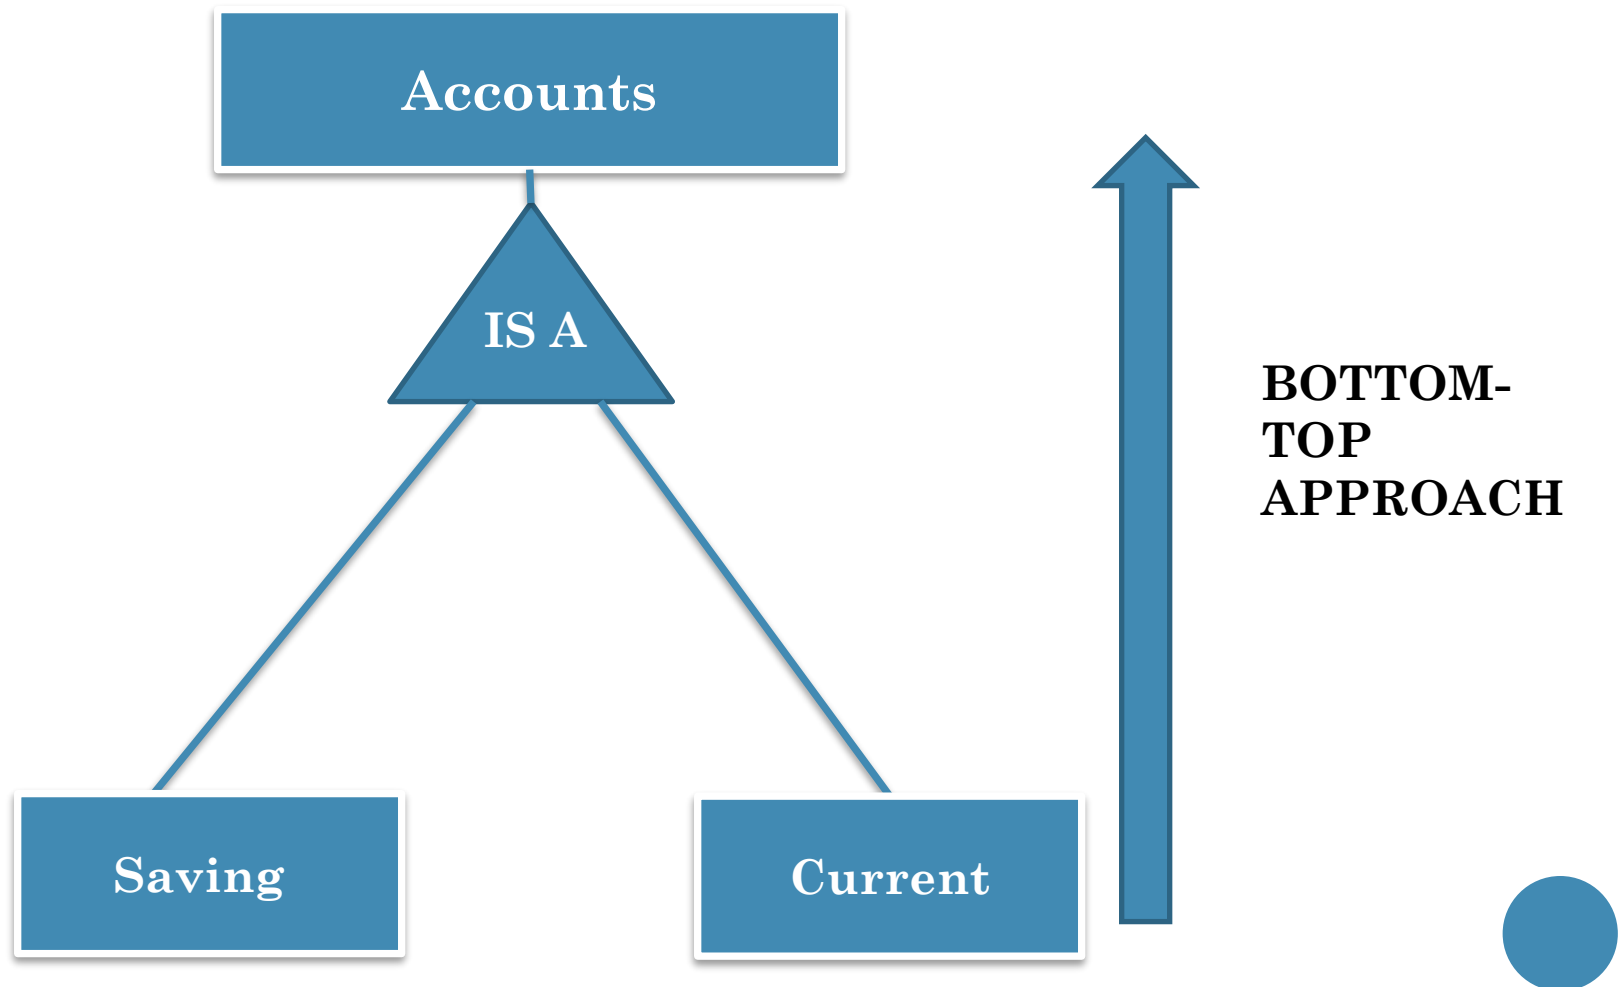 Accounts
IS A
BOTTOM-
TOP
APPROACH
Saving
Current